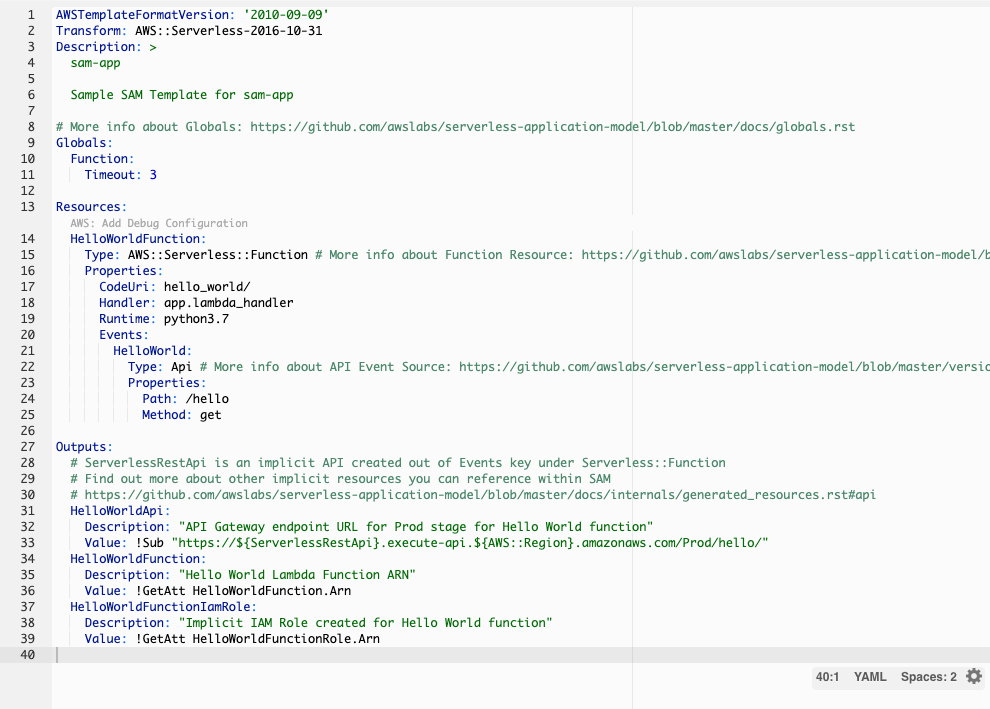 1 AWSTemplateFormatVersion: '2010-09-09'
2 Transform: AWS::Serverless-2016-10-31
3 Description: >
4   sam-app
5
6   Sample SAM Template for sam-app
7
8 # More info about Globals: https://github.com/awslabs/serverless-application-model/blob/master/docs/globals.rst
9 Globals:
10   Function:
11     Timeout: 3
12
13 Resources:
AWS: Add Debug Configuration
14   HelloWorldFunction:
15     Type: AWS::Serverless::Function # More info about Function Resource: https://github.com/awslabs/serverless-application-model/b
16     Properties:
17       CodeUri: hello_world/
18       Handler: app.lambda_handler
19       Runtime: python3.7
20       Events:
21         HelloWorld:
22           Type: Api # More info about API Event Source: https://github.com/awslabs/serverless-application-model/blob/master/versio
23           Properties:
24             Path: /hello
25             Method: get
26
27 Outputs:
28   # ServerlessRestApi is an implicit API created out of Events key under Serverless::Function
29   # Find out more about other implicit resources you can reference within SAM
30   # https://github.com/awslabs/serverless-application-model/blob/master/docs/internals/generated_resources.rst#api
31   HelloWorldApi:
32     Description: "API Gateway endpoint URL for Prod stage for Hello World function"
33     Value: !Sub "https://${ServerlessRestApi}.execute-api.${AWS::Region}.amazonaws.com/Prod/hello/"
34   HelloWorldFunction:
35     Description: "Hello World Lambda Function ARN"
36     Value: !GetAtt HelloWorldFunction.Arn
37   HelloWorldFunctionIamRole:
38     Description: "Implicit IAM Role created for Hello World function"
39     Value: !GetAtt HelloWorldFunctionRole.Arn
40
40:1 YAML Spaces: 2